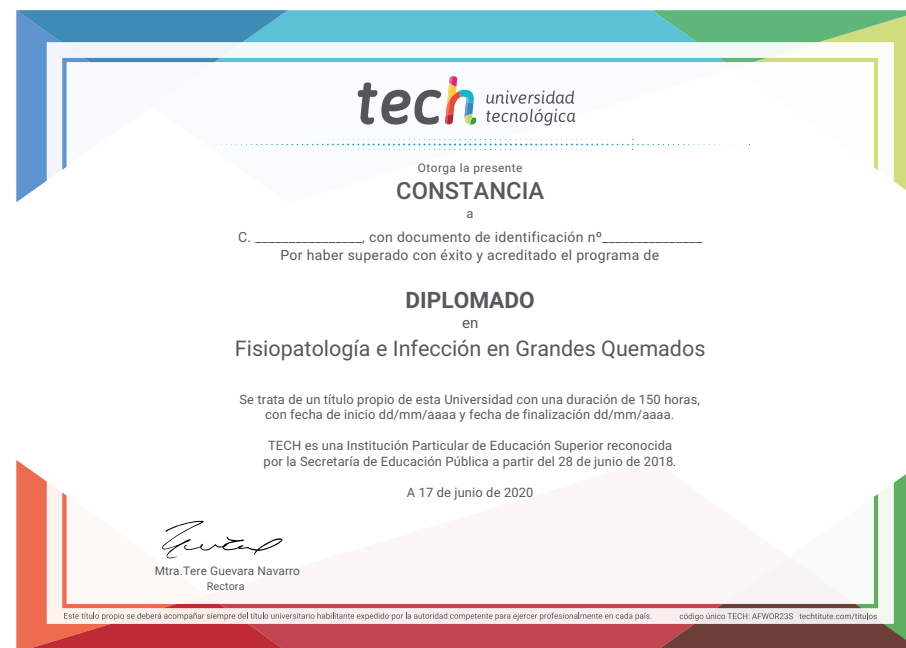 tech universidad
tecnológica
Otorga la presente
CONSTANCIA
a
C. ________________, con documento de identificación nº_______________
Por haber superado con éxito y acreditado el programa de
DIPLOMADO
en
Fisiopatología e Infección en Grandes Quemados
Se trata de un título propio de esta Universidad con una duración de 150 horas,
con fecha de inicio dd/mm/aaaa y fecha de finalización dd/mm/aaaa.
TECH es una Institución Particular de Educación Superior reconocida
por la Secretaría de Educación Pública a partir del 28 de junio de 2018.
A 17 de junio de 2020
Mtra.Tere Guevara Navarro
Rectora
Este título propio se deberá acompañar siempre del título universitario habilitante expedido por la autoridad competente para ejercer profesionalmente en cada país. código único TECH: AFWOR23S techtitute.com/titulos